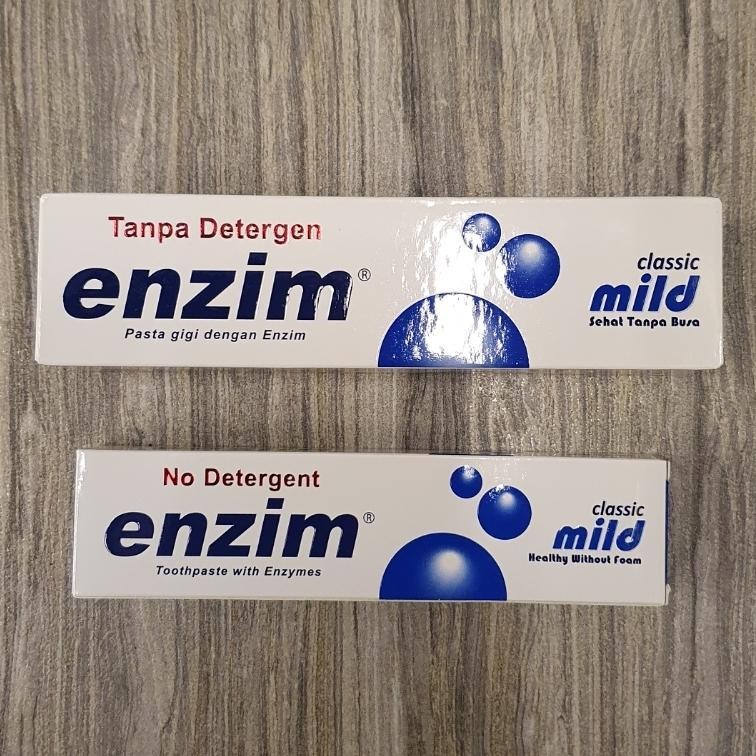 Tanpa Detergen
enzim®
Pasta gigi dengan Enzim
classic
mild
Sehat Tanpa Busa
No Detergent
enzim®
Toothpaste with Enzymes
classic
mild
Healthy Without Foam